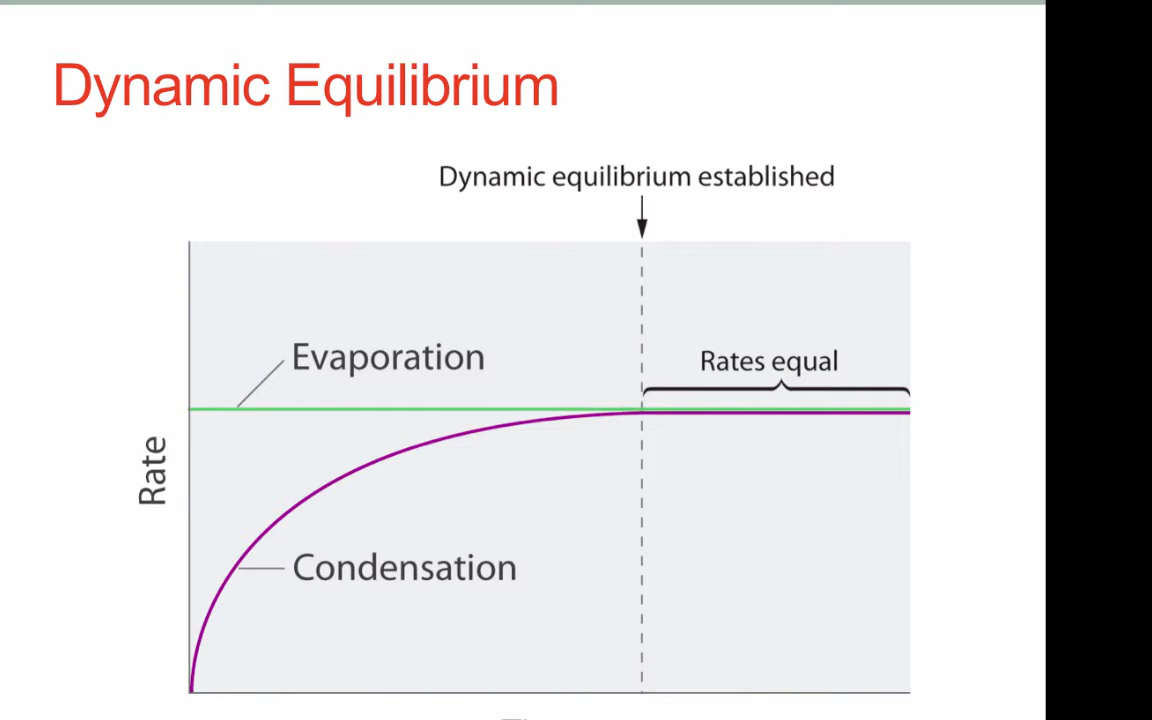 Dynamic Equilibrium
Dynamic equilibrium established
Evaporation
Rates equal
Rate
Condensation